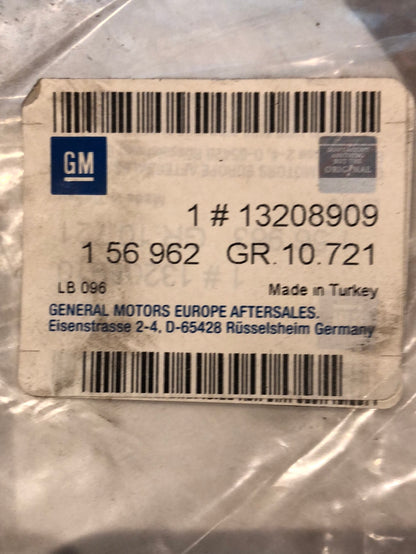 GM
ORIGINAL
1 # 13208909
1 56 962 GR.10.721
LB 096 Made in Turkey
GENERAL MOTORS EUROPE AFTERSALES.
Eisenstrasse 2-4, D-65428 Rüsselsheim Germany